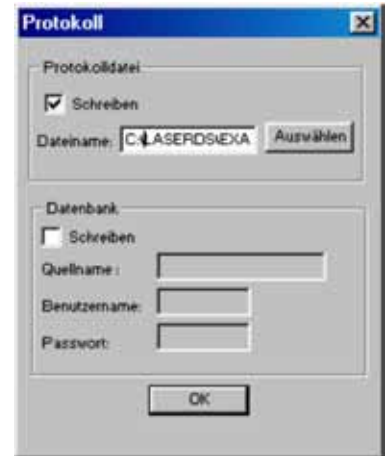 Protokoll
Protokolldatei
Schreiben
Dateiname: C:\LASERDS\EXA Auswählen
Datenbank
Schreiben
Quellname :
Benutzername:
Passwort:
OK